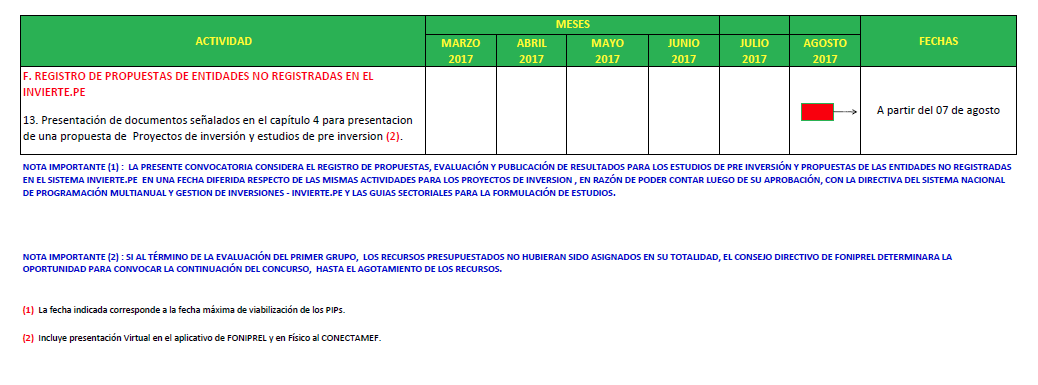 ACTIVIDAD
MESES
FECHAS
MARZO 2017
ABRIL 2017
MAYO 2017
JUNIO 2017
JULIO 2017
AGOSTO 2017
F. REGISTRO DE PROPUESTAS DE ENTIDADES NO REGISTRADAS EN EL
INVIERTE.PE
13. Presentación de documentos señalados en el capítulo 4 para presentacion
de una propuesta de Proyectos de inversión y estudios de pre inversion (2).
A partir del 07 de agosto
NOTA IMPORTANTE (1) : LA PRESENTE CONVOCATORIA CONSIDERA EL REGISTRO DE PROPUESTAS, EVALUACIÓN Y PUBLICACIÓN DE RESULTADOS PARA LOS ESTUDIOS DE PRE INVERSIÓN Y PROPUESTAS DE LAS ENTIDADES NO REGISTRADAS
EN EL SISTEMA INVIERTE.PE EN UNA FECHA DIFERIDA RESPECTO DE LAS MISMAS ACTIVIDADES PARA LOS PROYECTOS DE INVERSION , EN RAZÓN DE PODER CONTAR LUEGO DE SU APROBACIÓN, CON LA DIRECTIVA DEL SISTEMA NACIONAL
DE PROGRAMACIÓN MULTIANUAL Y GESTION DE INVERSIONES - INVIERTE.PE Y LAS GUIAS SECTORIALES PARA LA FORMULACIÓN DE ESTUDIOS.
NOTA IMPORTANTE (2) : SI AL TÉRMINO DE LA EVALUACIÓN DEL PRIMER GRUPO, LOS RECURSOS PRESUPUESTADOS NO HUBIERAN SIDO ASIGNADOS EN SU TOTALIDAD, EL CONSEJO DIRECTIVO DE FONIPREL DETERMINARA LA
OPORTUNIDAD PARA CONVOCAR LA CONTINUACIÓN DEL CONCURSO, HASTA EL AGOTAMIENTO DE LOS RECURSOS.
(1) La fecha indicada corresponde a la fecha máxima de viabilización de los PIPs.
(2) Incluye presentación Virtual en el aplicativo de FONIPREL y en Físico al CONECTAMEF.